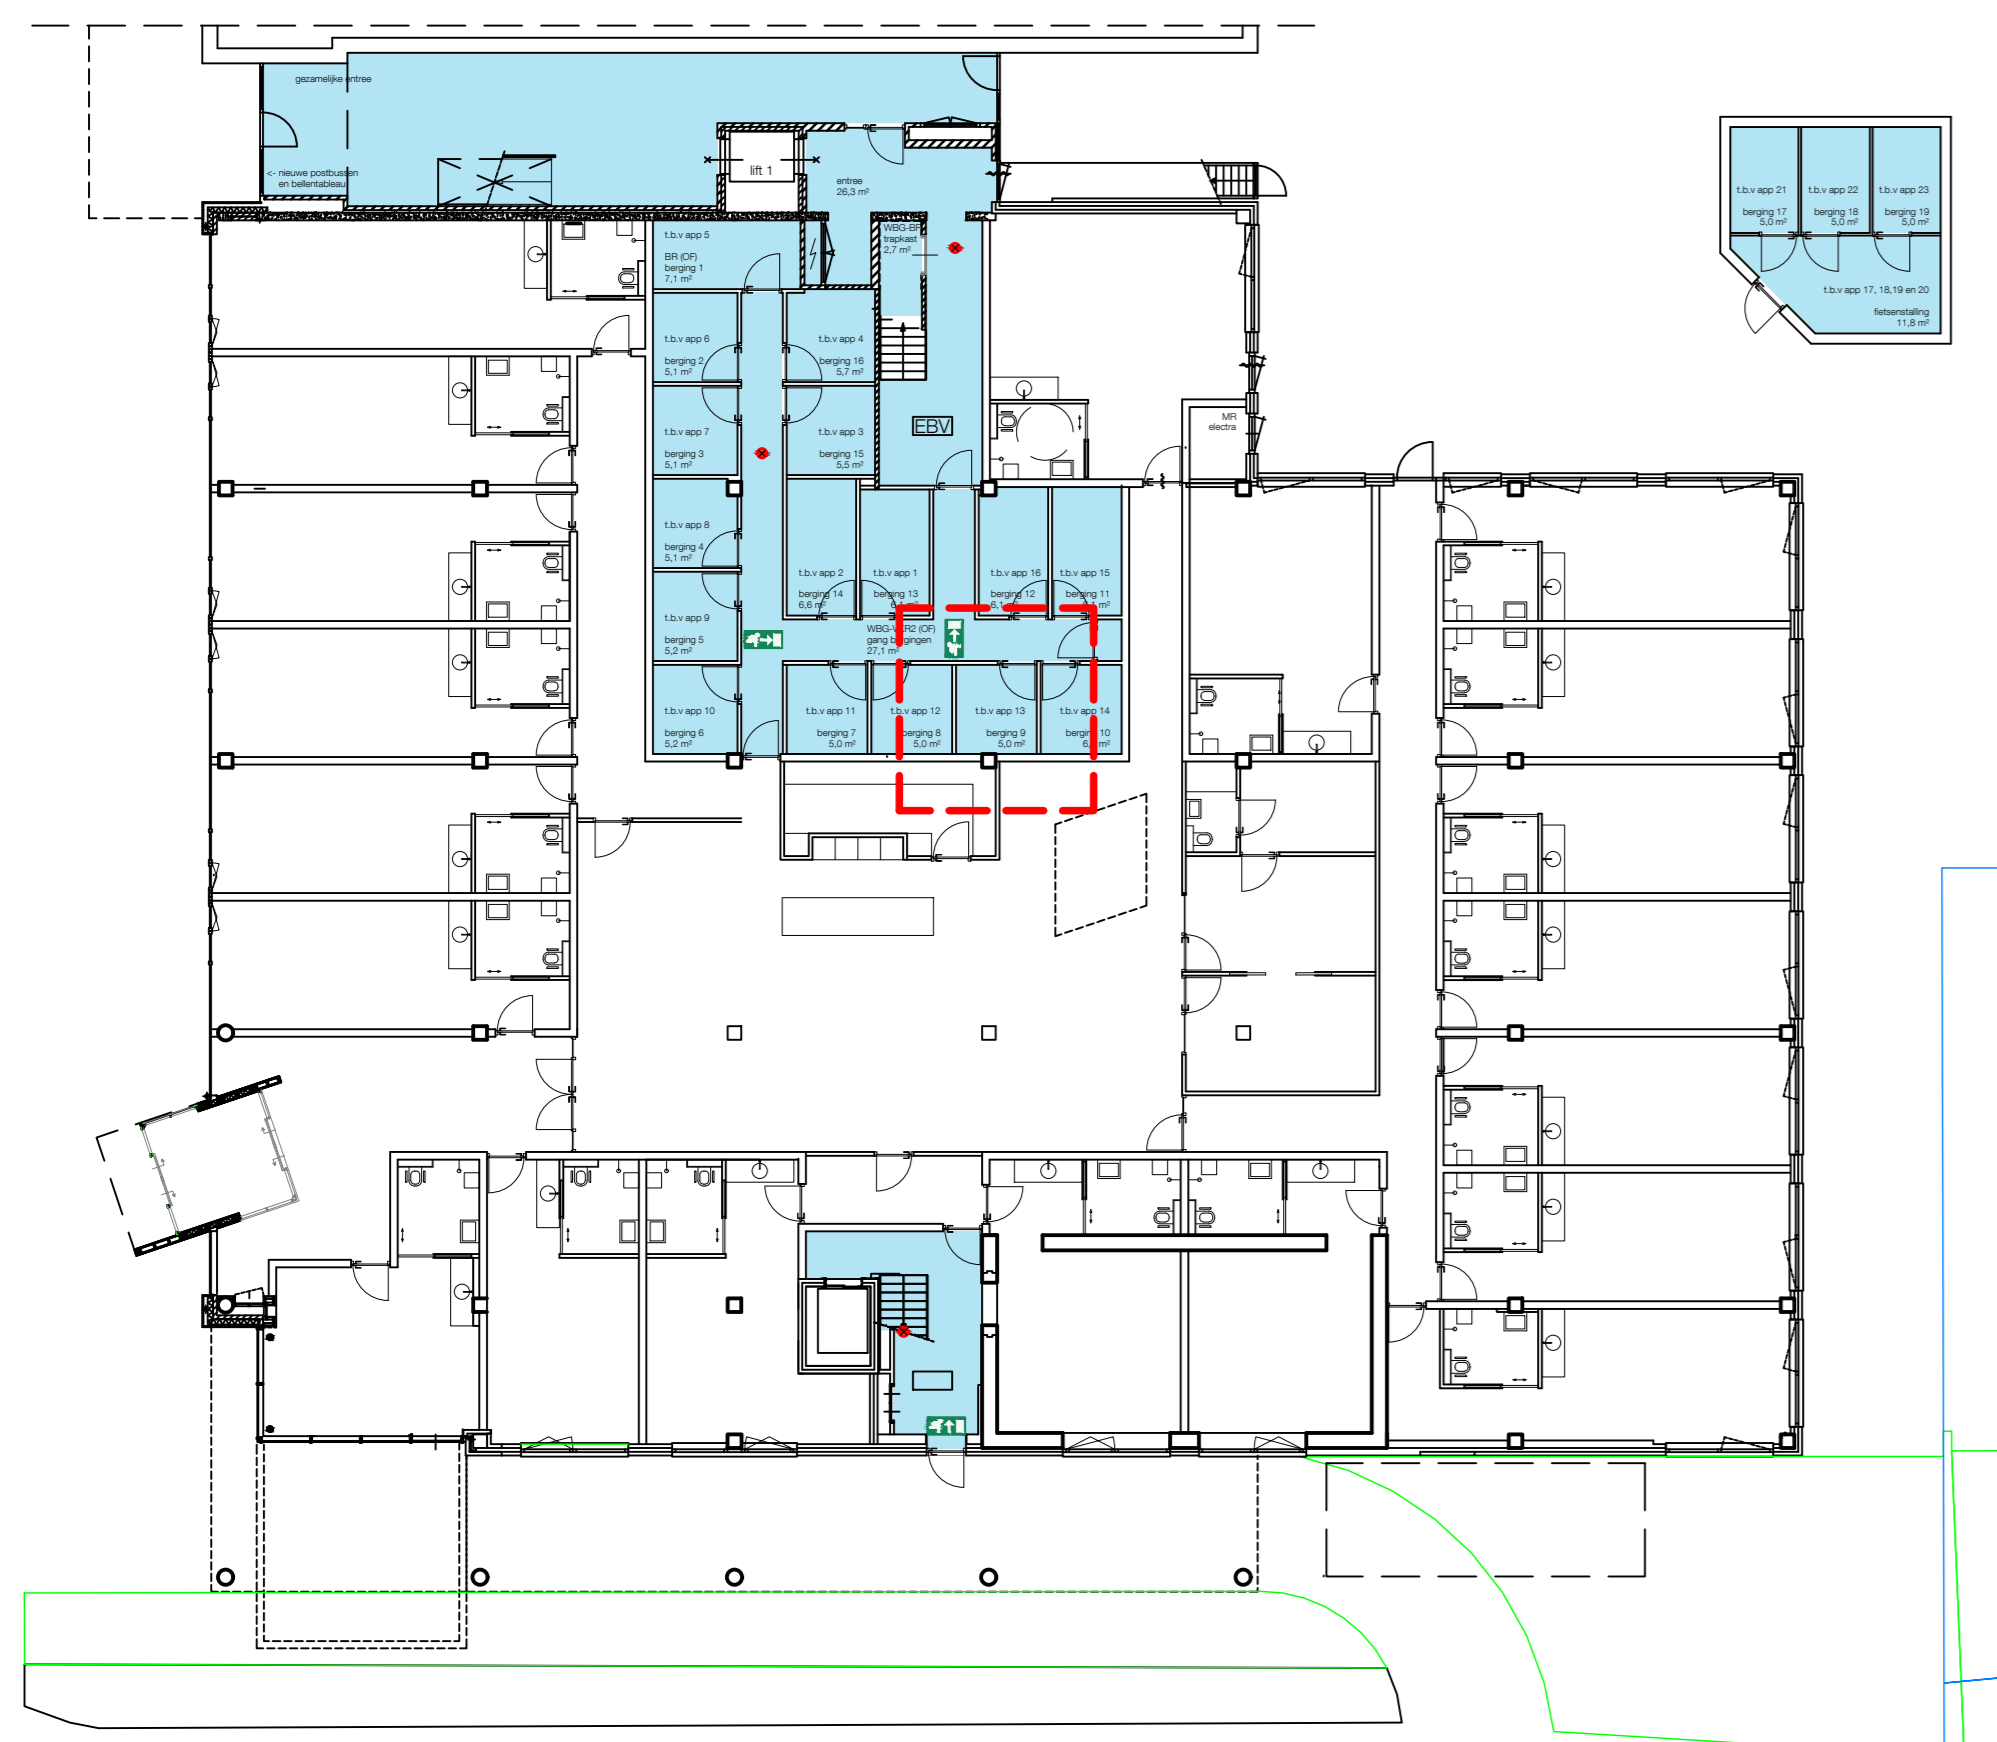 gezamelijke entree
<- nieuwe postbussen
en bellentableau
lift 1
entree
26,3 m²
WBG-BF
trapkast
2,7 m²
t.b.v app 5
BR (OF)
berging 1
7,1 m²
t.b.v app 6
berging 2
5,1 m²
t.b.v app 4
berging 16
5,7 m²
t.b.v app 7
berging 3
5,1 m²
t.b.v app 3
berging 15
5,5 m²
EBV
MR
electra
t.b.v app 8
berging 4
5,1 m²
t.b.v app 2
berging 14
6,6 m²
t.b.v app 1
berging 13
t.b.v app 16
berging 12
6,1 m²
t.b.v app 15
berging 11
t.b.v app 9
berging 5
5,2 m²
gang bergingen
27,1 m²
t.b.v app 10
berging 6
5,2 m²
t.b.v app 11
berging 7
5,0 m²
t.b.v app 12
berging 8
5,0 m²
t.b.v app 13
berging 9
5,0 m²
t.b.v app 14
berging 10
t.b.v app 21
berging 17
5,0 m²
t.b.v app 22
berging 18
5,0 m²
t.b.v app 23
berging 19
5,0 m²
t.b.v app 17, 18,19 en 20
fietsenstalling
11,8 m²